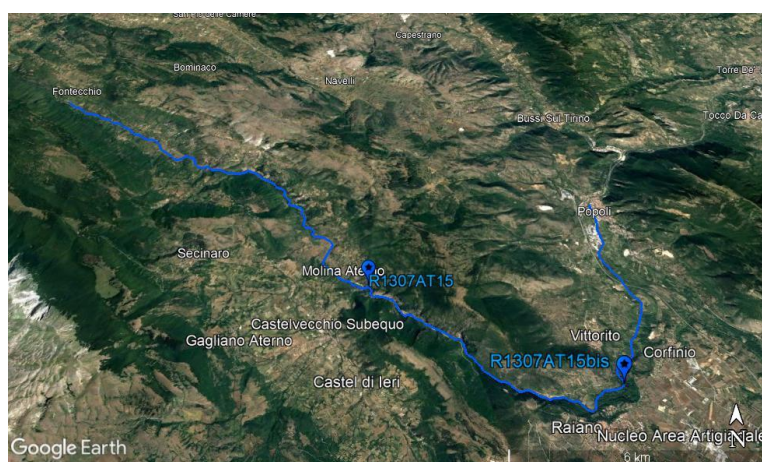 Capestrano
Bominaco
Navelli
Torre De
Fontecchio
Tocco Da Ca
Bussi Sul Tirino
Popoli
Secinaro
Molina Aterno
R1307AT15
Castelvecchio Subequo
Gagliano Aterno
Vittorito
Corfinio
R1307AT15bis
Castel di Ieri
Raiano
Nucleo Area Artigianale
Google Earth
6 km
N